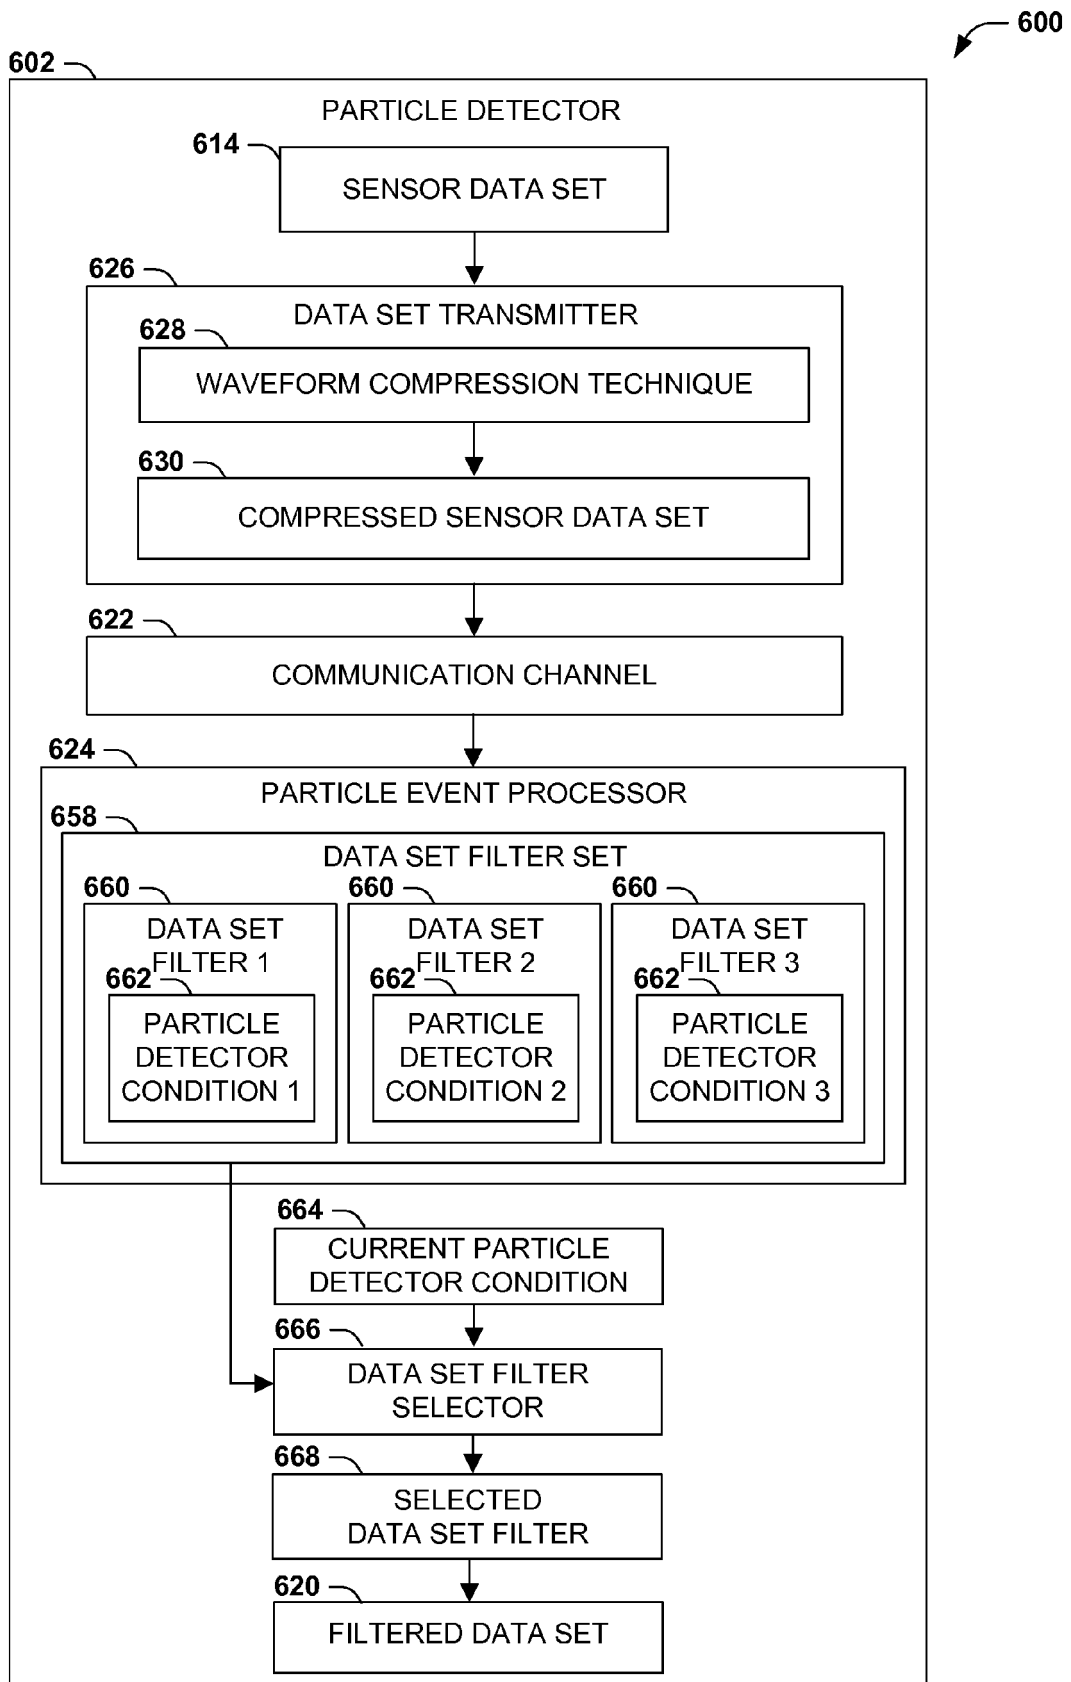 600
602
PARTICLE DETECTOR
614
SENSOR DATA SET
626
DATA SET TRANSMITTER
628
WAVEFORM COMPRESSION TECHNIQUE
630
COMPRESSED SENSOR DATA SET
622
COMMUNICATION CHANNEL
624
PARTICLE EVENT PROCESSOR
658
DATA SET FILTER SET
660
DATA SET
FILTER 1
662
PARTICLE
DETECTOR
CONDITION 1
660
DATA SET
FILTER 2
662
PARTICLE
DETECTOR
CONDITION 2
660
DATA SET
FILTER 3
662
PARTICLE
DETECTOR
CONDITION 3
664
CURRENT PARTICLE
DETECTOR CONDITION
666
DATA SET FILTER
SELECTOR
668
SELECTED
DATA SET FILTER
620
FILTERED DATA SET